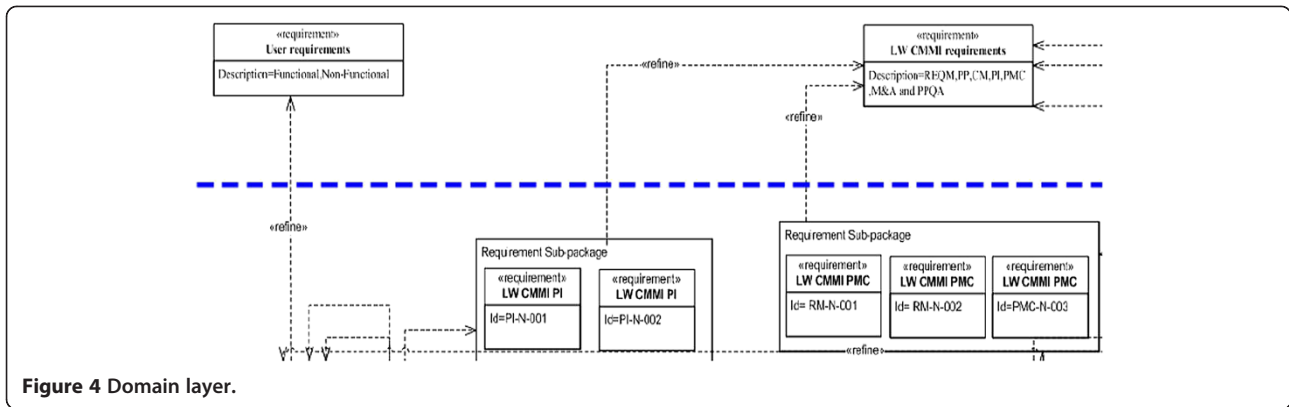 «requirement»
User requirements
Description=Functional,Non-Functional
«requirement»
LW CMMI requirements
Description=REQM,PP,CM,PI,PMC
,M&A and PPQA
«refine»
«refine»
«refine»
Requirement Sub-package
«requirement»
LW CMMI PI
Id=PI-N-001
«requirement»
LW CMMI PI
Id=PI-N-002
Requirement Sub-package
«requirement»
LW CMMI PMC
Id= RM-N-001
«requirement»
LW CMMI PMC
Id= RM-N-002
«requirement»
LW CMMI PMC
Id=PMC-N-003
«refine»
Figure 4 Domain layer.